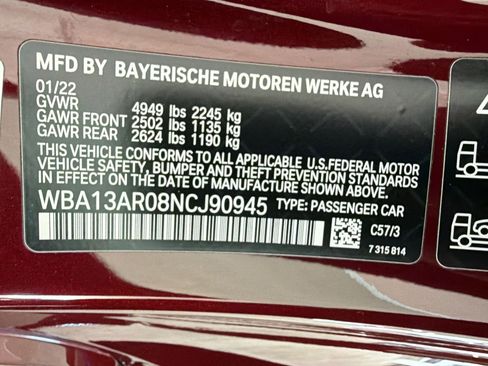 MFD BY BAYERISCHE MOTOREN WERKE AG
01/22
GVWR 4949 lbs 2245 kg
GAWR FRONT 2502 lbs 1135 kg
GAWR REAR 2624 lbs 1190 kg
THIS VEHICLE CONFORMS TO ALL APPLICABLE U.S.FEDERAL MOTOR
VEHICLE SAFETY, BUMPER AND THEFT PREVENTION STANDARDS
IN EFFECT ON THE DATE OF MANUFACTURE SHOWN ABOVE.
WBA13AR08NCJ90945 TYPE: PASSENGER CAR
C57/3
7 315 814